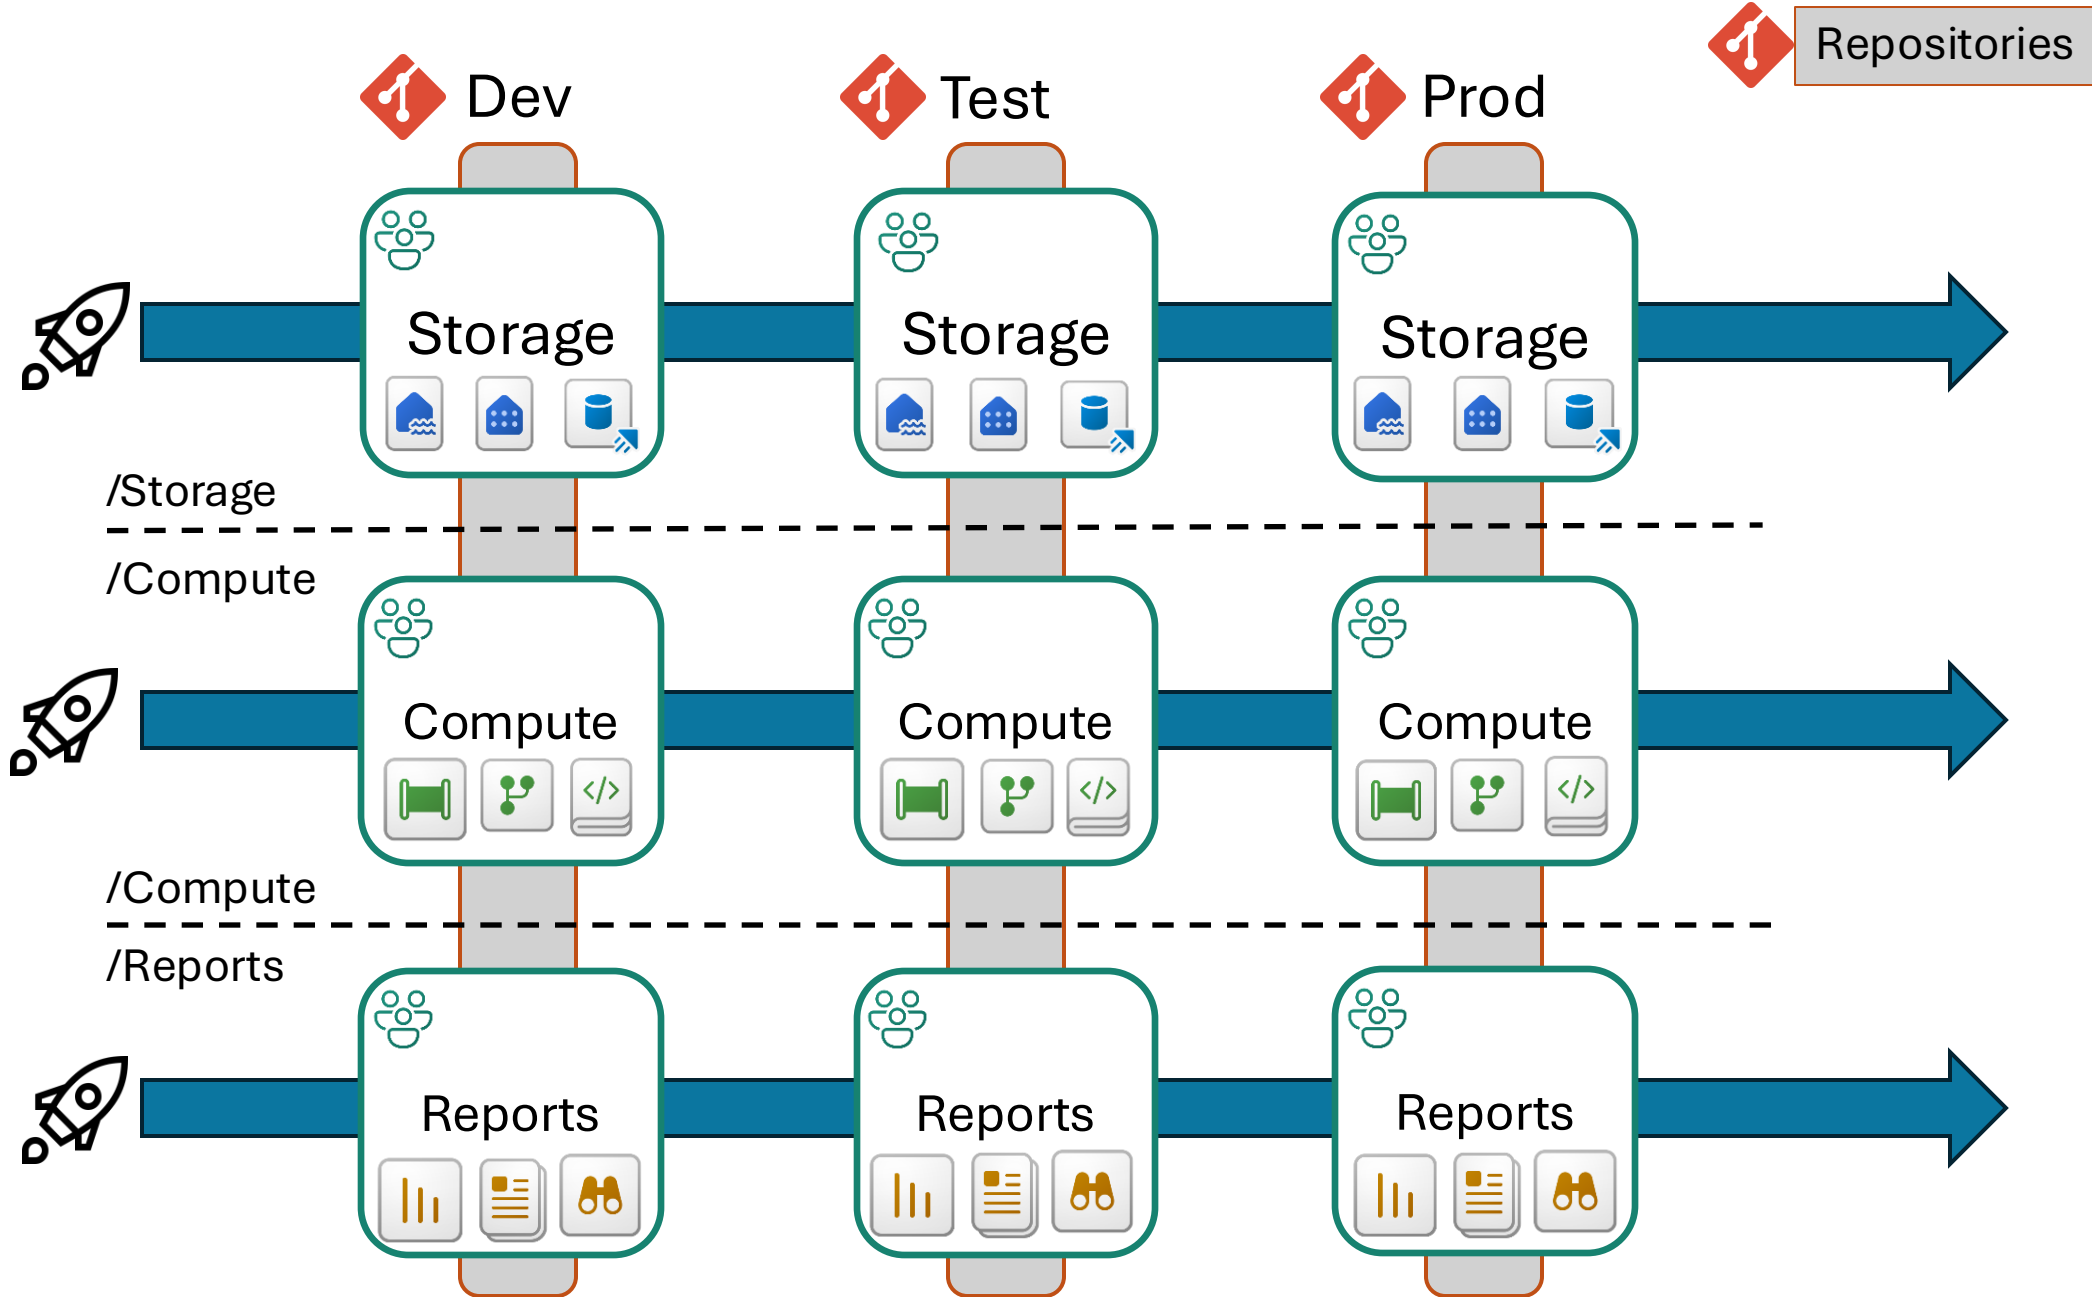 Repositories
Dev
Test
Prod
Storage
Storage
Storage
/Storage
/Compute
Compute
Compute
Compute
/Compute
/Reports
Reports
Reports
Reports